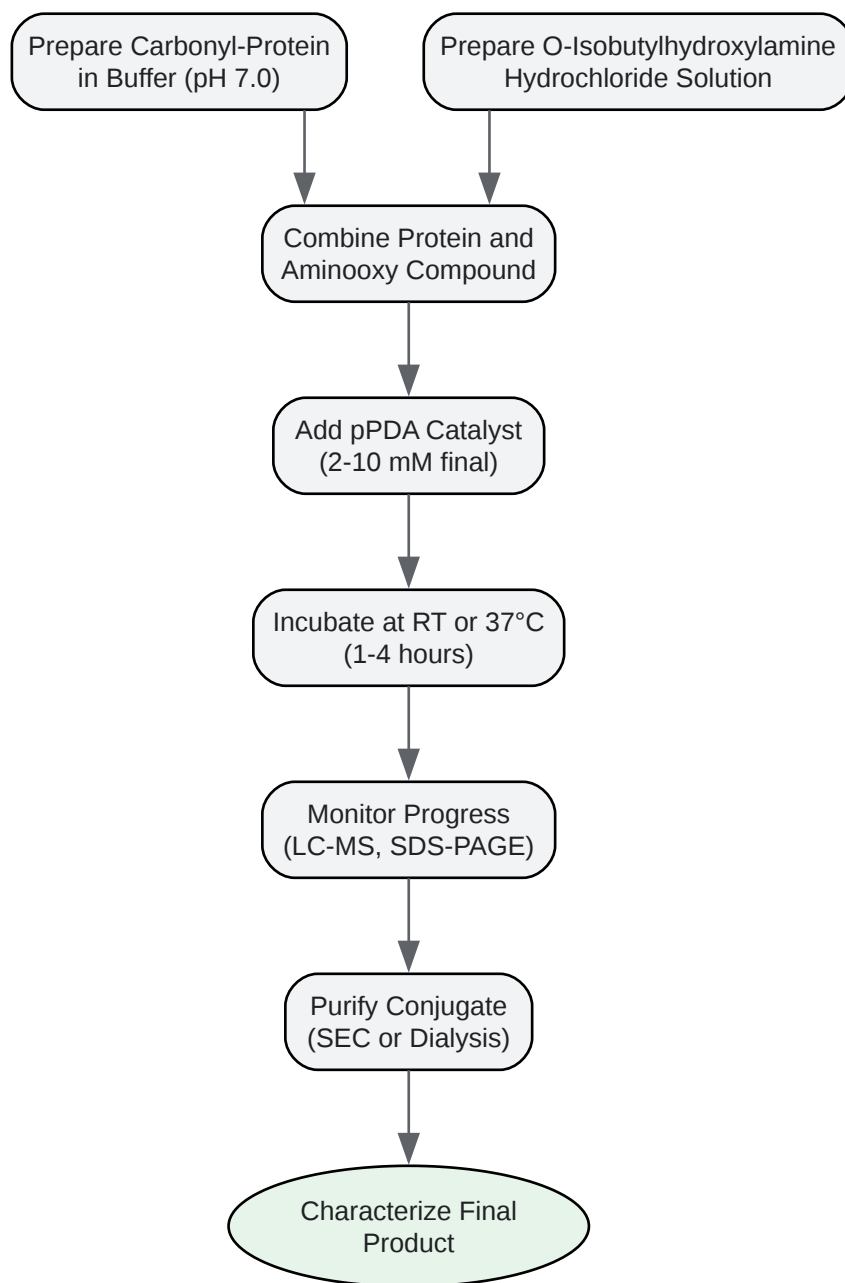 Prepare Carbonyl-Protein
in Buffer (pH 7.0)
Prepare O-Isobutylhydroxylamine
Hydrochloride Solution
Combine Protein and
Aminooxy Compound
Add pPDA Catalyst
(2-10 mM final)
Incubate at RT or 37°C
(1-4 hours)
Monitor Progress
(LC-MS, SDS-PAGE)
Purify Conjugate
(SEC or Dialysis)
Characterize Final
Product